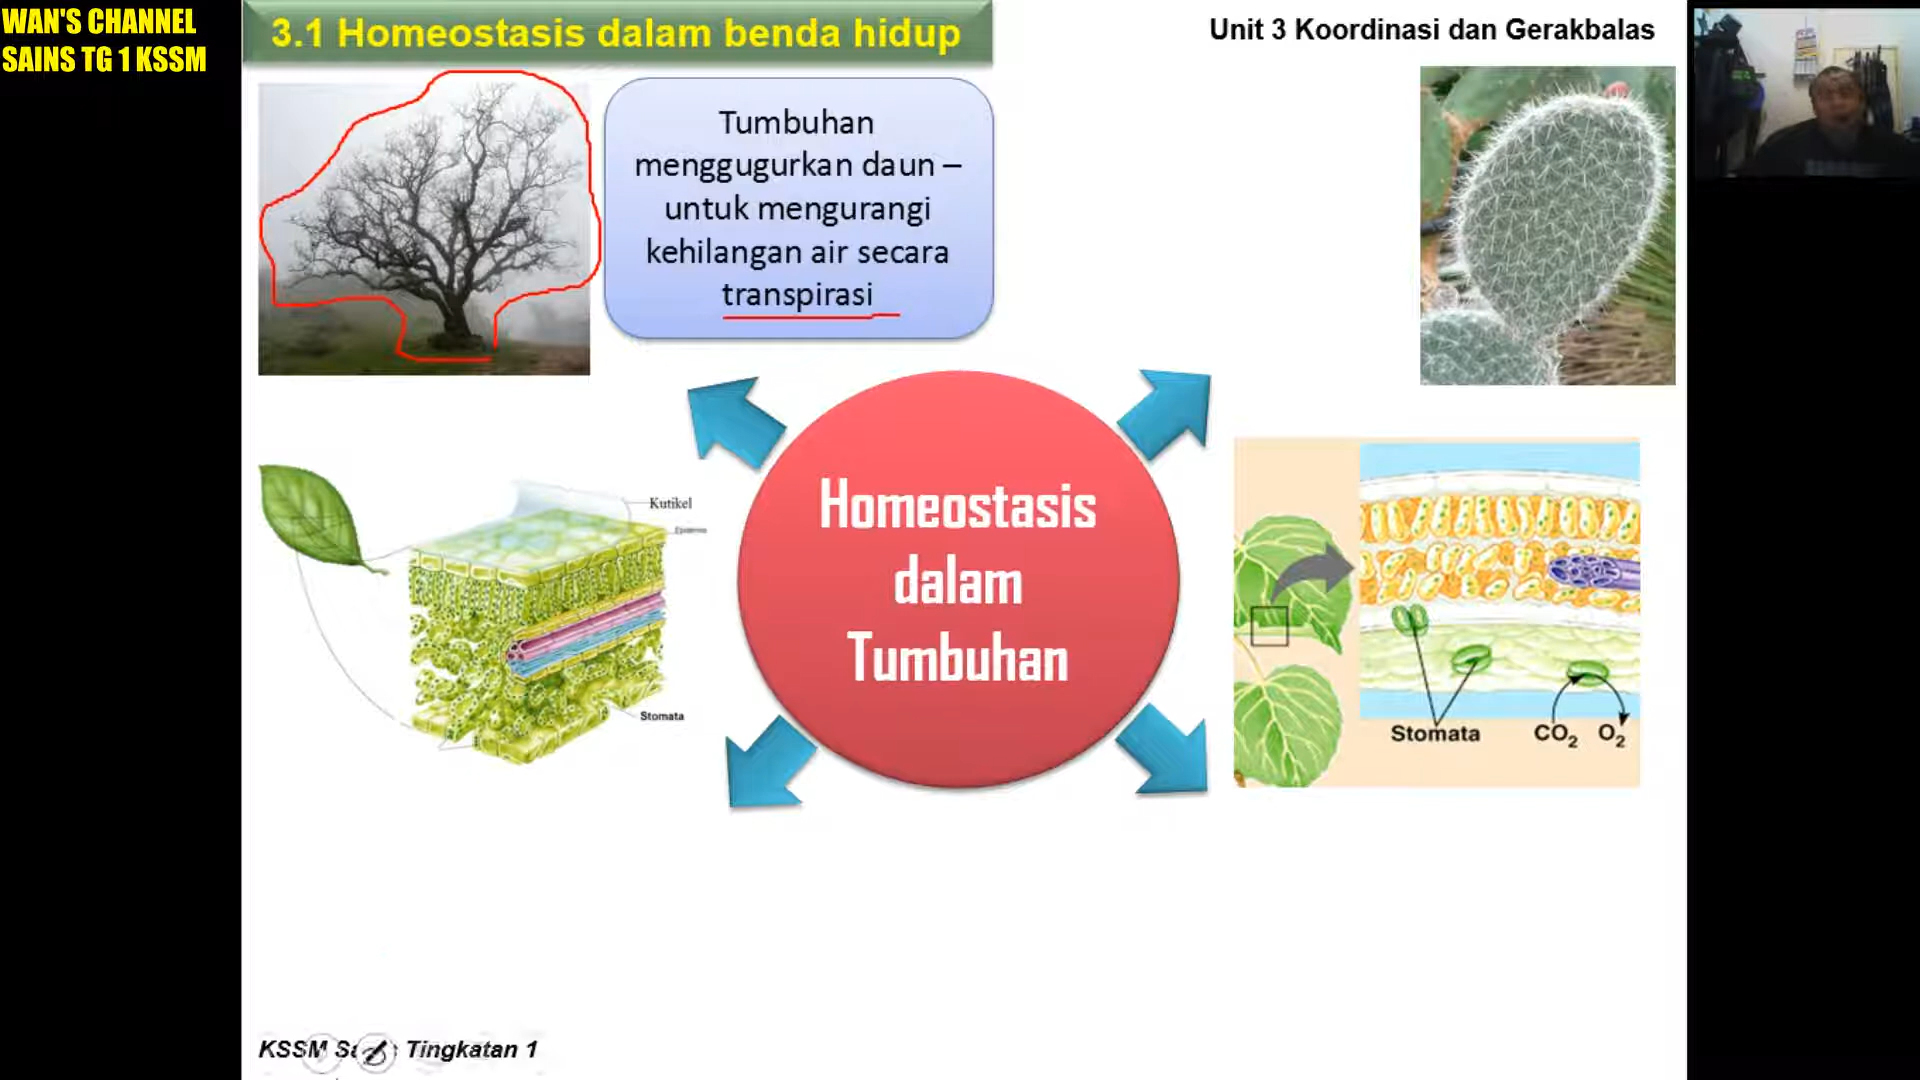 WAN'S CHANNEL
SAINS TG 1 KSSM
3.1 Homeostasis dalam benda hidup
Unit 3 Koordinasi dan Gerakbalas
Tumbuhan
menggugurkan daun –
untuk mengurangi
kehilangan air secara
transpirasi
Kutikel
Epidermis
Stomata
Homeostasis
dalam
Tumbuhan
Stomata
CO₂ O₂
KSSM Tingkatan 1